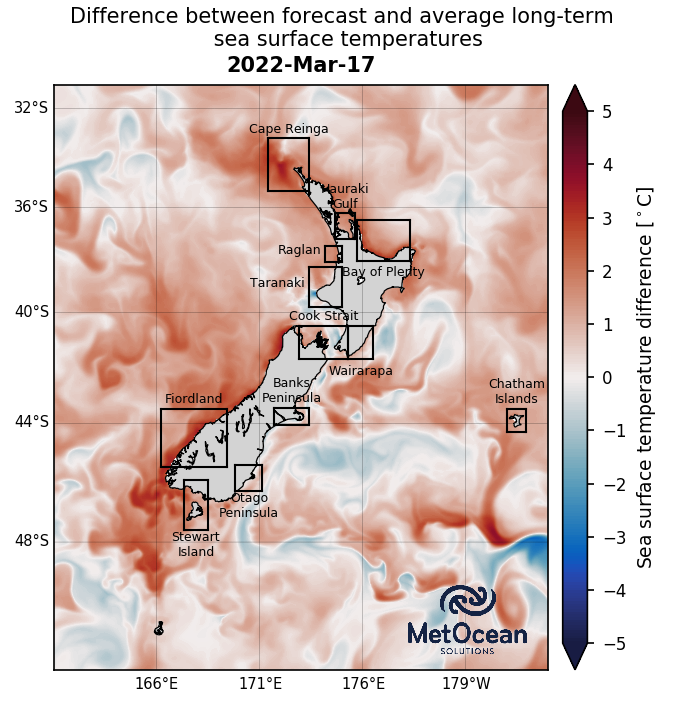 Difference between forecast and average long-term
sea surface temperatures
2022-Mar-17
32°S
36°S
40°S
44°S
48°S
Cape Reinga
Hauraki
Gulf
Raglan
Bay of Plenty
Taranaki
Cook Strait
Wairarapa
Banks
Peninsula
Fiordland
Chatham
Islands
Otago
Peninsula
Stewart
Island
MetOcean
SOLUTIONS
166°E
171°E
176°E
179°W
5
4
3
2
1
0
−1
−2
−3
−4
−5
Sea surface temperature difference [°C]